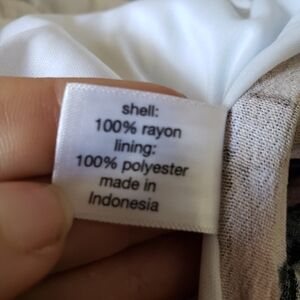 shell:
100% rayon
lining:
100% polyester
made in
Indonesia